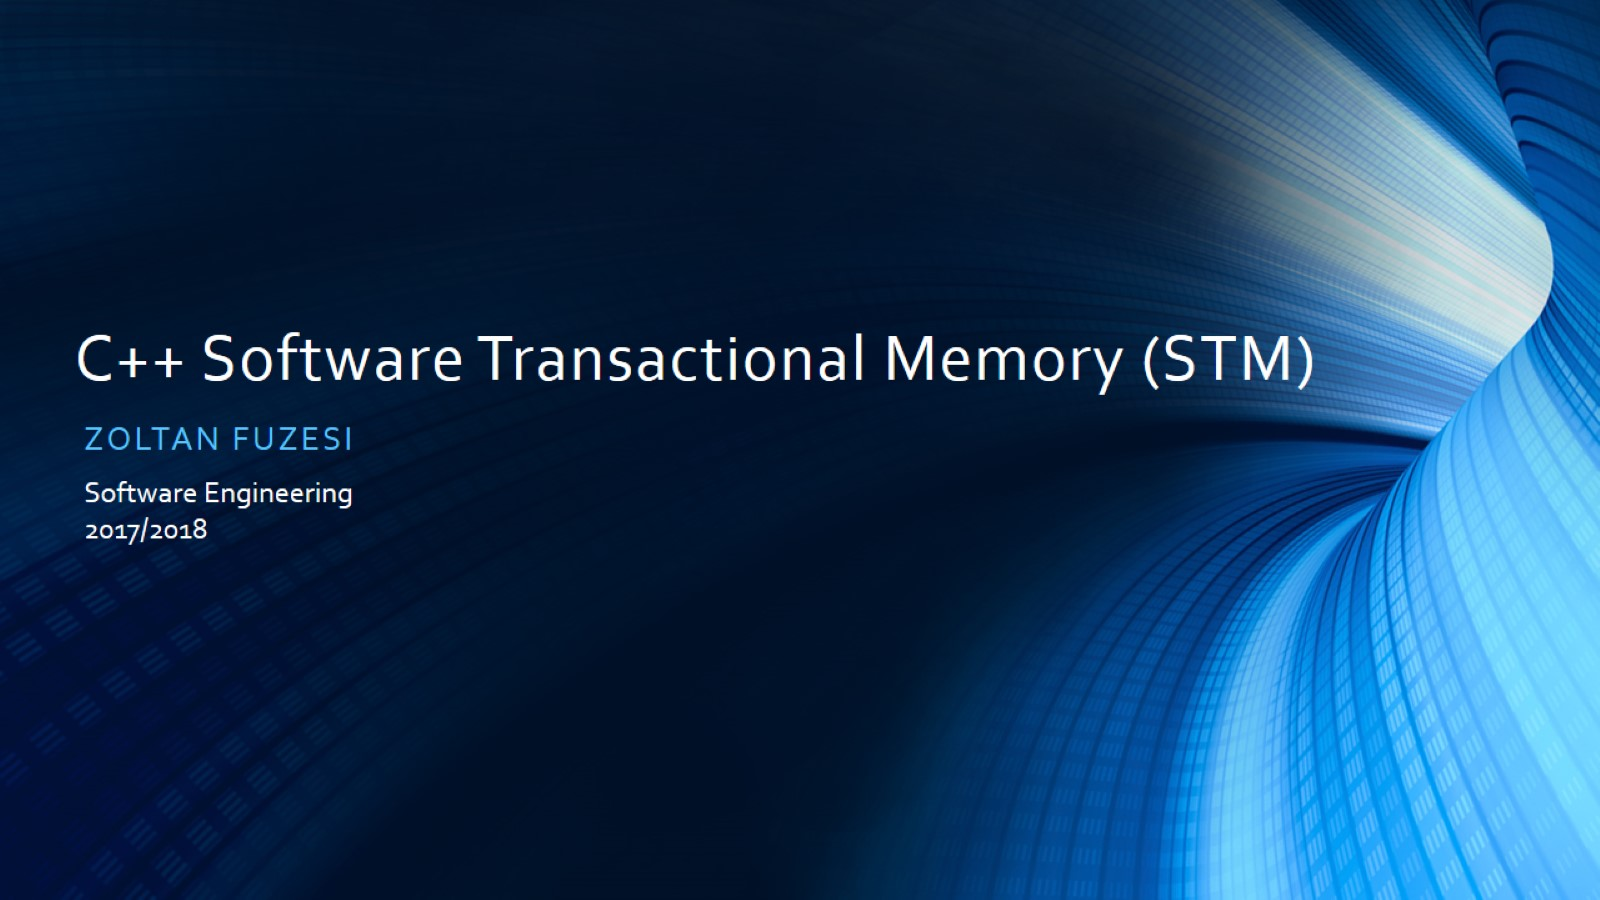 C++ Software Transactional Memory (STM)
ZOLTAN FUZESI
Software Engineering
2017/2018